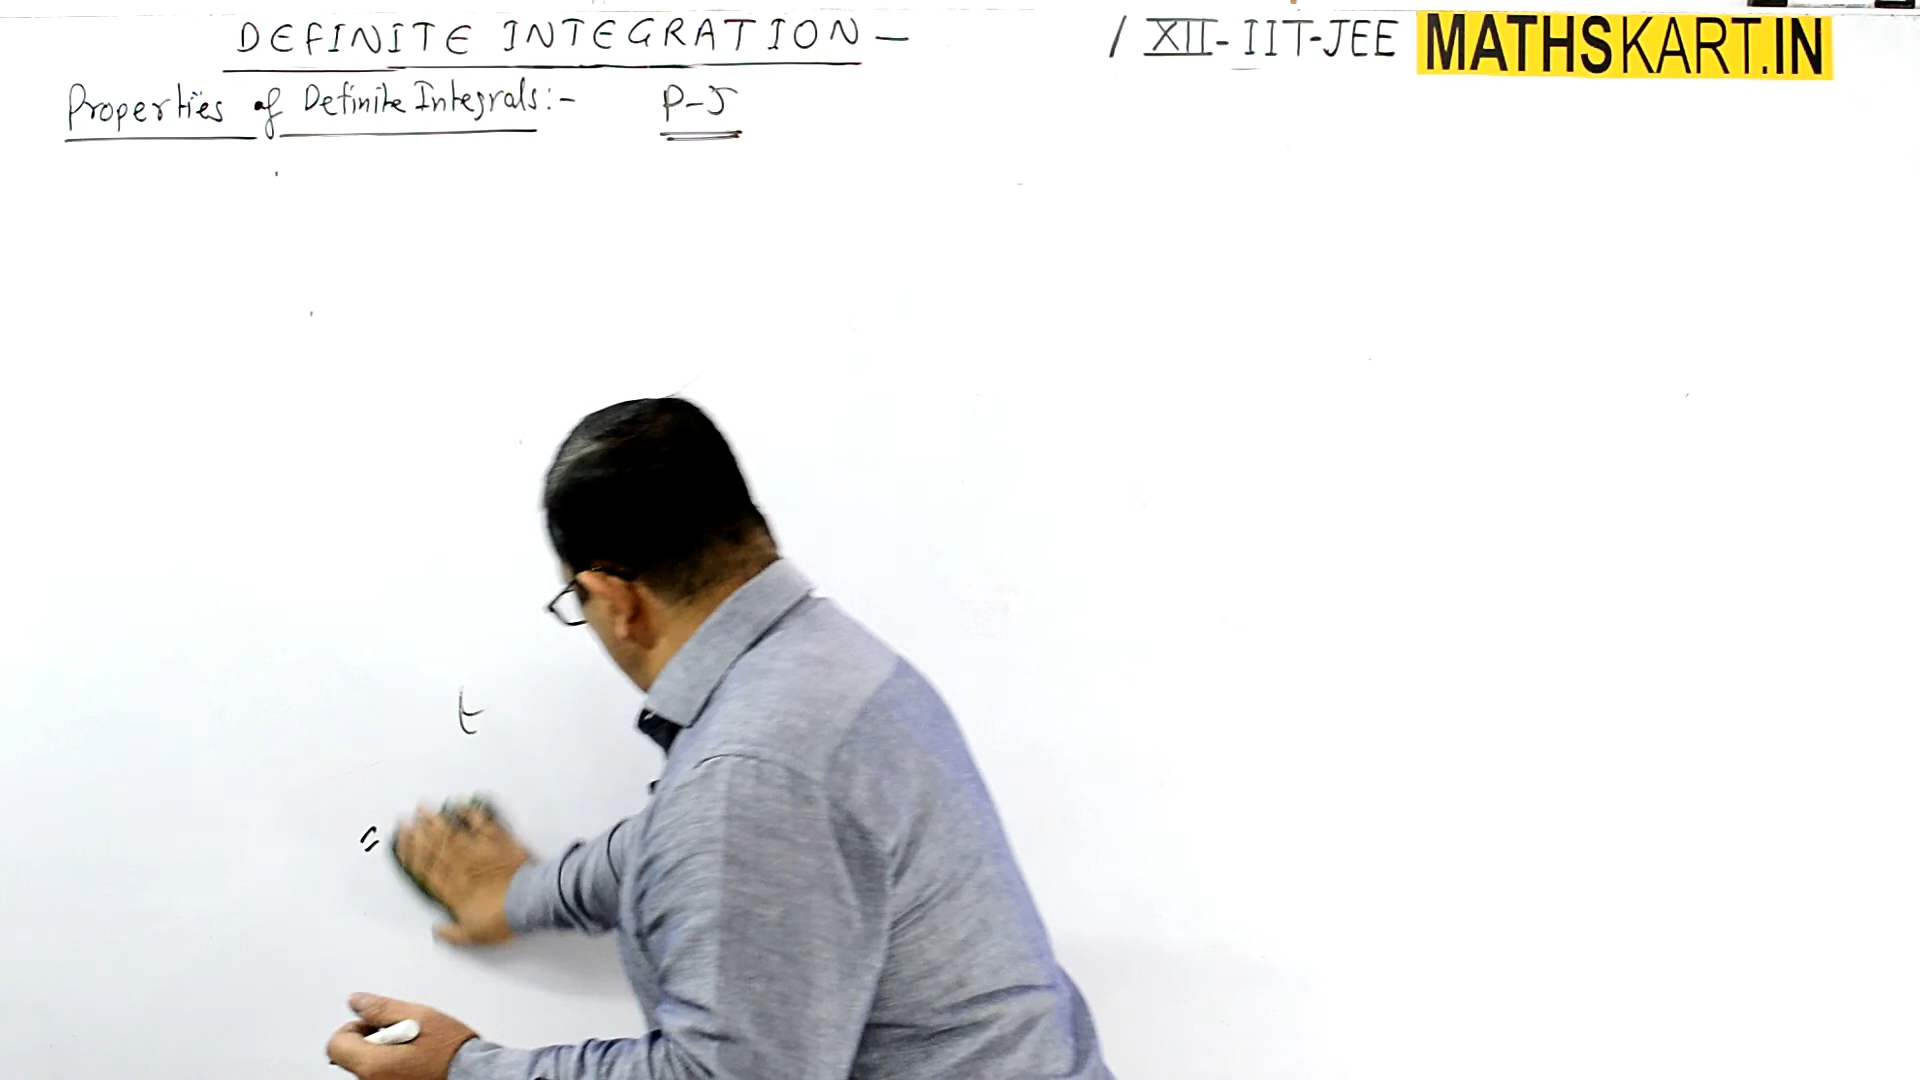 DEFINITE INTEGRATION — / XII-IIT-JEE MATHSKART.IN
Properties of Definite Integrals:- P-5
t
=